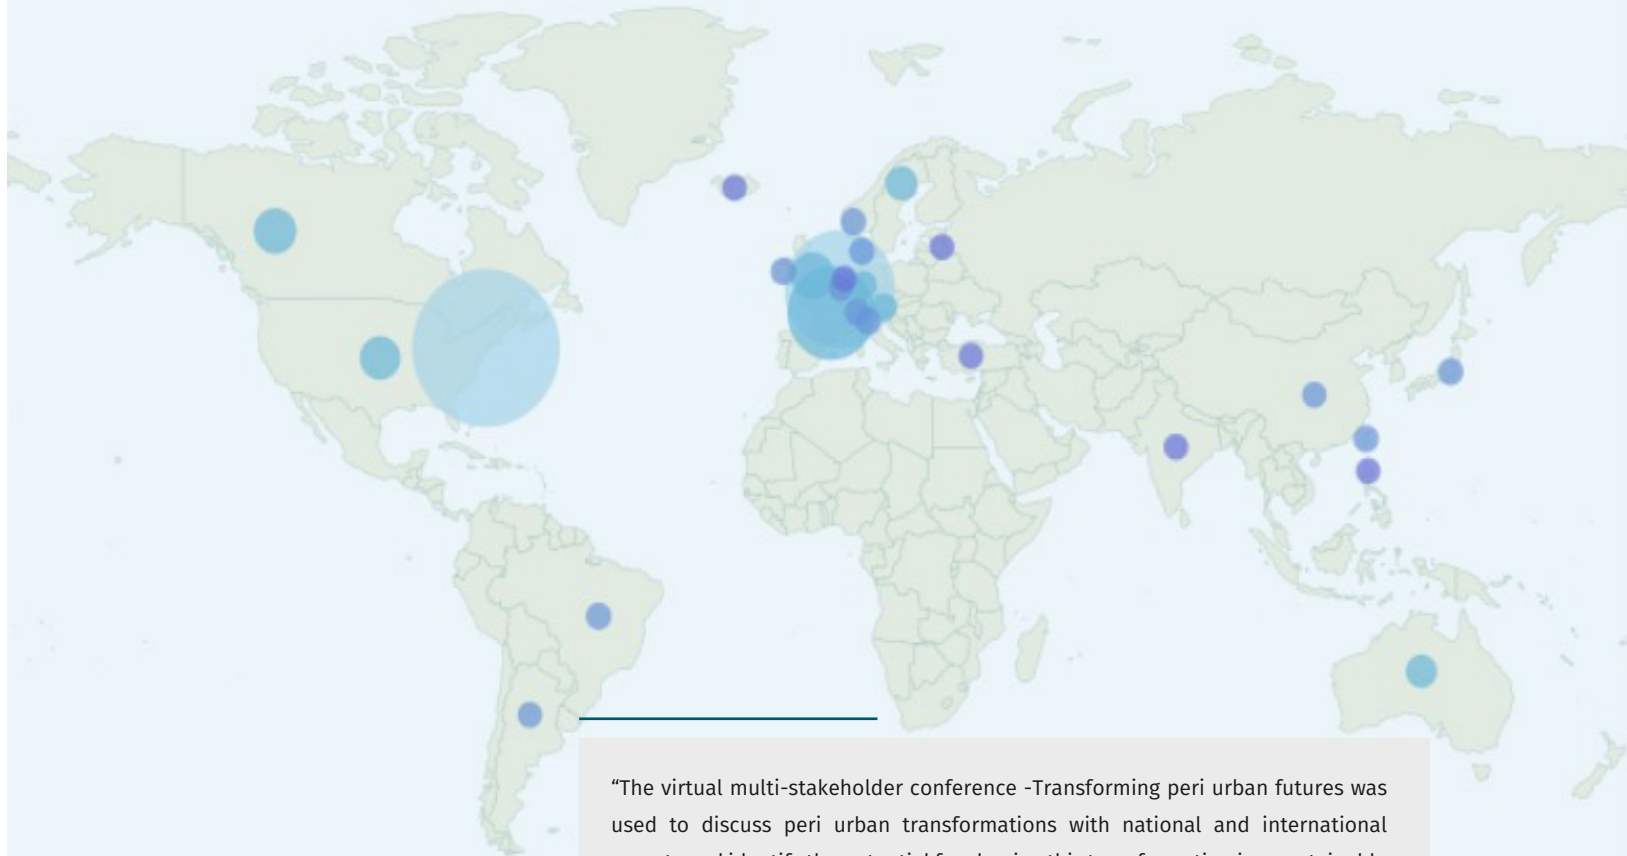 “The virtual multi-stakeholder conference -Transforming peri urban futures was
used to discuss peri urban transformations with national and international